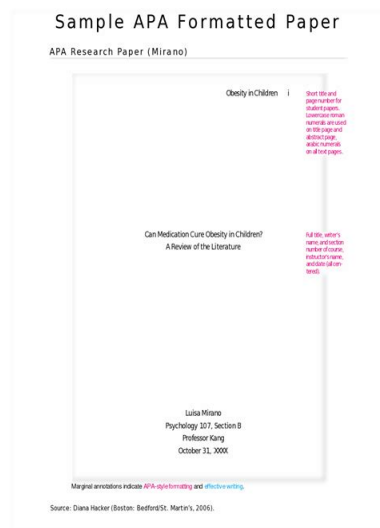 Sample APA Formatted Paper
APA Research Paper (Mirano)
Obesity in Children i
Short title and
page number for
student papers.
Lowercase roman
numerals are used
on title page and
abstract page,
arabic numerals
on all text pages.
Can Medication Cure Obesity in Children?
A Review of the Literature
Full title, writer's
name, and section
number of course,
instructor's name,
and date (all cen-
tered).
Luisa Mirano
Psychology 107, Section B
Professor Kang
October 31, XXXX
Marginal annotations indicate APA-style formatting and effective writing.
Source: Diana Hacker (Boston: Bedford/St. Martin's, 2006).